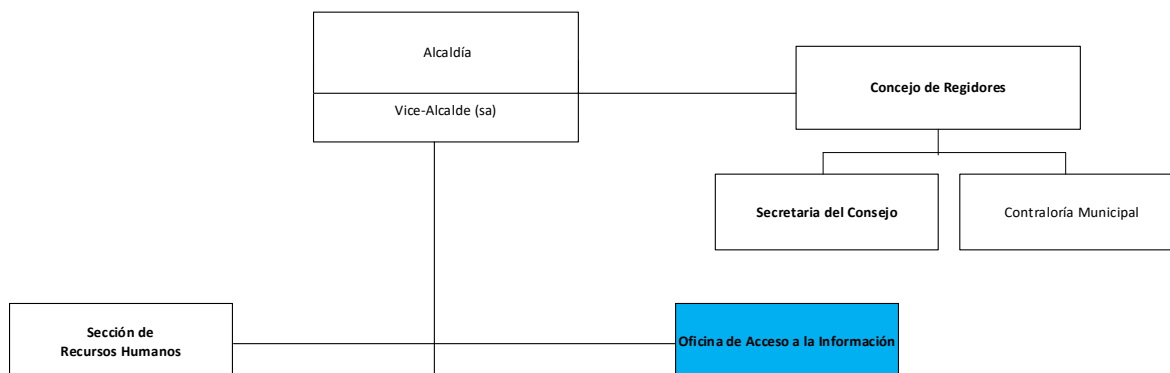 Alcaldía
Vice-Alcalde (sa)
Concejo de Regidores
Secretaria del Consejo
Contraloría Municipal
Sección de
Recursos Humanos
Oficina de Acceso a la Información